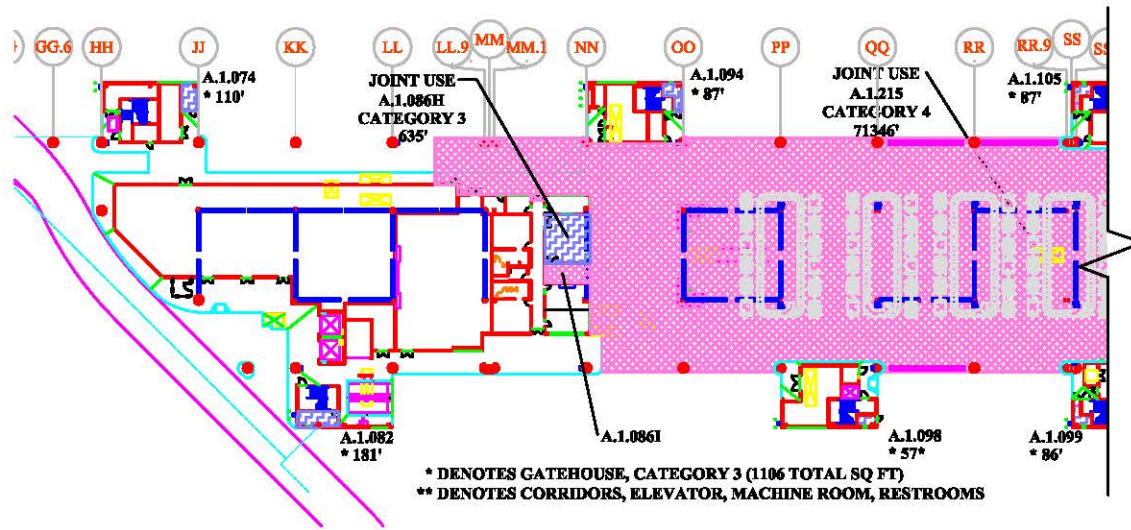 GG.6 HH JJ KK LL LL.9 MM MM.1 NN OO PP QQ RR RR.9 SS
A.1.074
* 110'
JOINT USE
A.1.086H
CATEGORY 3
635'
A.1.094
* 87'
JOINT USE
A.1.215
CATEGORY 4
71346'
A.1.105
* 87'
A.1.082
* 181'
A.1.086I
A.1.098
* 57*
A.1.099
* 86'
* DENOTES GATEHOUSE, CATEGORY 3 (1106 TOTAL SQ FT)
** DENOTES CORRIDORS, ELEVATOR, MACHINE ROOM, RESTROOMS